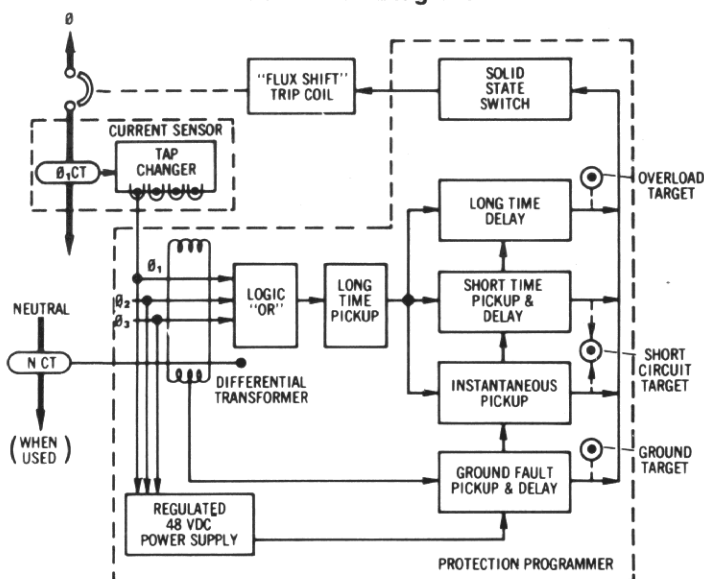 Ø
"FLUX SHIFT"
TRIP COIL
SOLID
STATE
SWITCH
CURRENT SENSOR
TAP
CHANGER
Ø₁CT
OVERLOAD
TARGET
LONG TIME
DELAY
Ø₁
Ø₂
Ø₃
LOGIC
"OR"
LONG
TIME
PICKUP
SHORT TIME
PICKUP &
DELAY
NEUTRAL
N CT
DIFFERENTIAL
TRANSFORMER
INSTANTANEOUS
PICKUP
SHORT
CIRCUIT
TARGET
(WHEN
USED)
GROUND FAULT
PICKUP & DELAY
GROUND
TARGET
REGULATED
48 VDC
POWER SUPPLY
PROTECTION PROGRAMMER